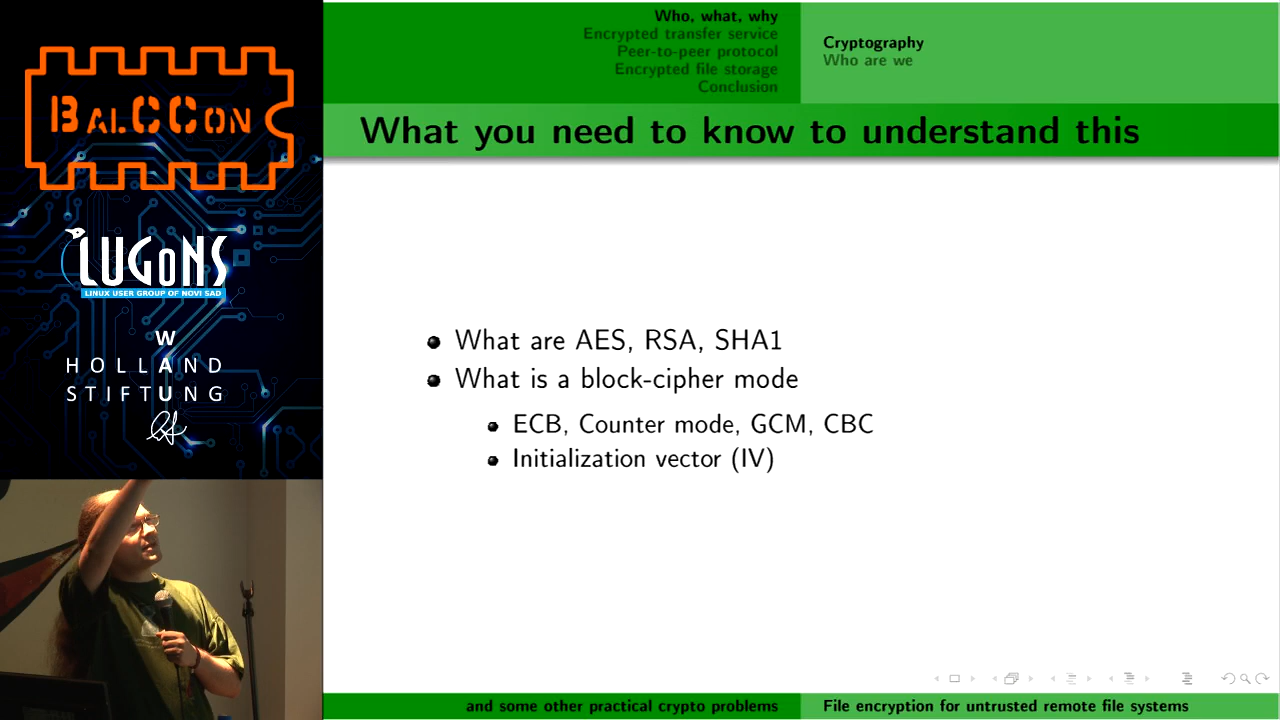 BALCCON
LUGONS
LINUX USER GROUP OF NOVI SAD
W
HOLLAND
STIFTUNG
Who, what, why
Encrypted transfer service
Peer-to-peer protocol
Encrypted file storage
Conclusion
Cryptography
Who are we
What you need to know to understand this
What are AES, RSA, SHA1
What is a block-cipher mode
ECB, Counter mode, GCM, CBC
Initialization vector (IV)
and some other practical crypto problems
File encryption for untrusted remote file systems